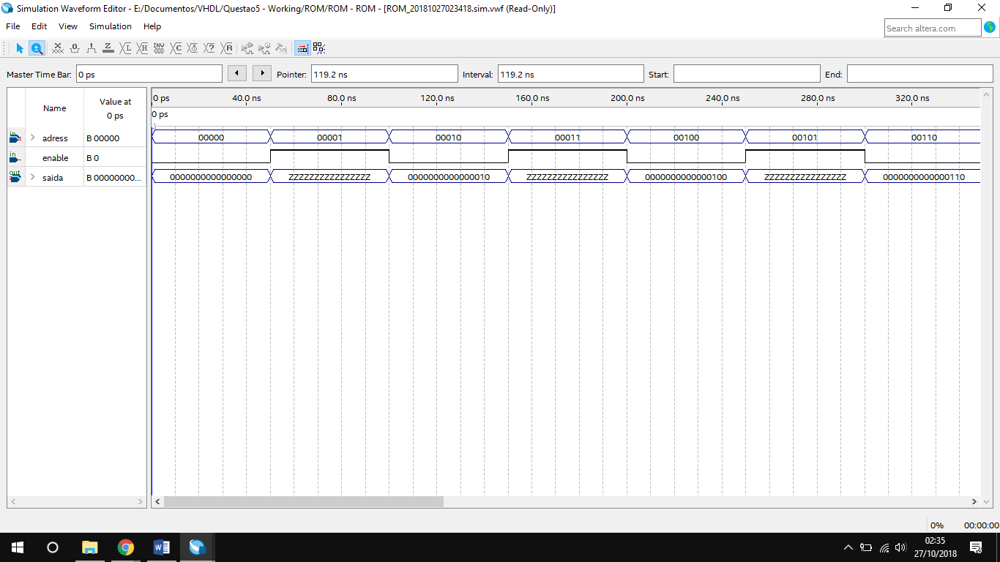 Simulation Waveform Editor - E:/Documentos/VHDL/Questao5 - Working/ROM/ROM - ROM - [ROM_20181027023418.sim.vwf (Read-Only)]
File Edit View Simulation Help
Search altera.com
Master Time Bar: 0 ps Pointer: 119.2 ns Interval: 119.2 ns Start: End:
Name Value at 0 ps
0 ps 40.0 ns 80.0 ns 120.0 ns 160.0 ns 200.0 ns 240.0 ns 280.0 ns 320.0 ns
0 ps
in adress B 00000 00000 00001 00010 00011 00100 00101 00110
in enable B 0
out saida B 00000000... 0000000000000000 ZZZZZZZZZZZZZZZZ 0000000000000010 ZZZZZZZZZZZZZZZZ 0000000000000100 ZZZZZZZZZZZZZZZZ 0000000000000110
0% 00:00:00
02:35
27/10/2018